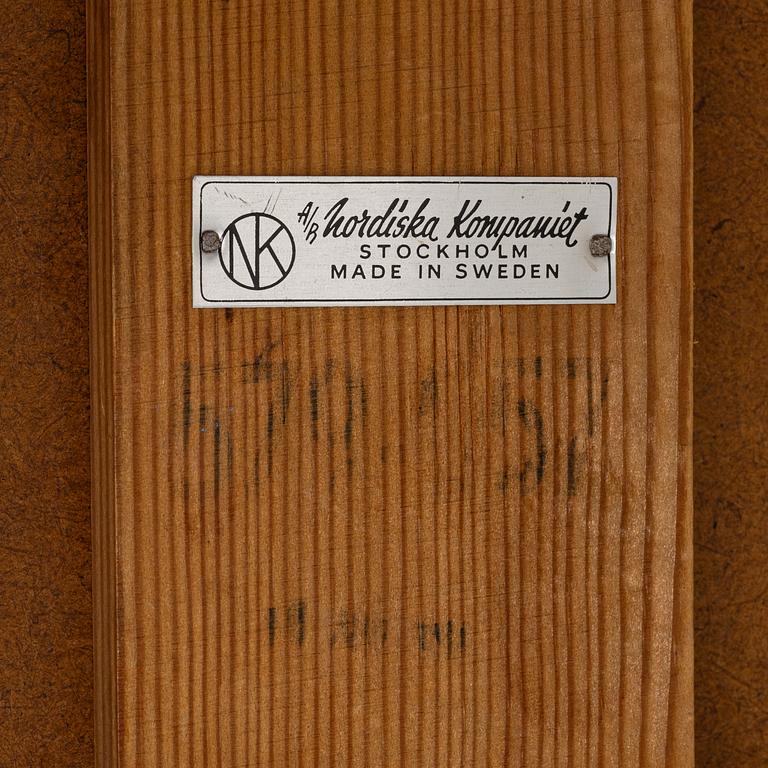 NK
A/B Nordiska Kompaniet
STOCKHOLM
MADE IN SWEDEN